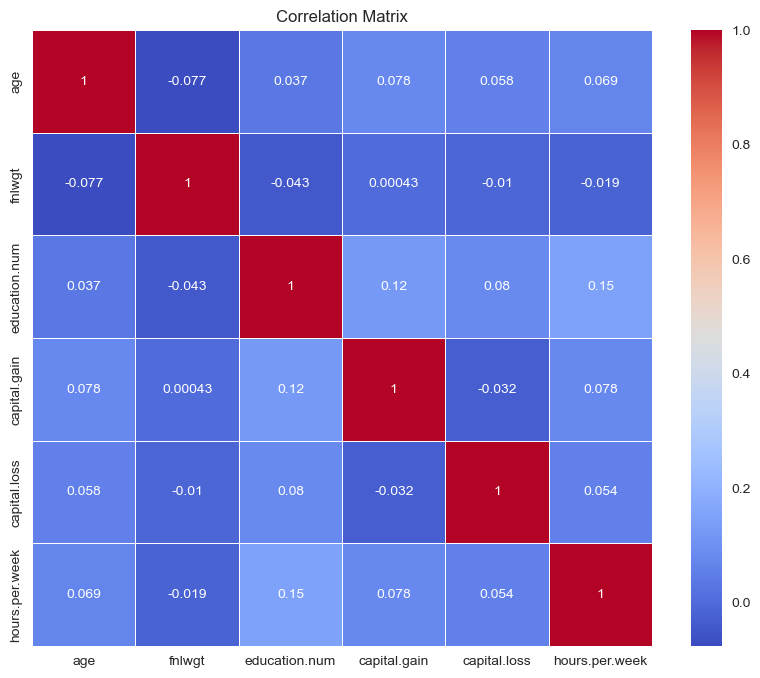 Correlation Matrix
age 1 -0.077 0.037 0.078 0.058 0.069
fnlwgt -0.077 1 -0.043 0.00043 -0.01 -0.019
education.num 0.037 -0.043 1 0.12 0.08 0.15
capital.gain 0.078 0.00043 0.12 1 -0.032 0.078
capital.loss 0.058 -0.01 0.08 -0.032 1 0.054
hours.per.week 0.069 -0.019 0.15 0.078 0.054 1
age fnlwgt education.num capital.gain capital.loss hours.per.week
1.0
0.8
0.6
0.4
0.2
0.0